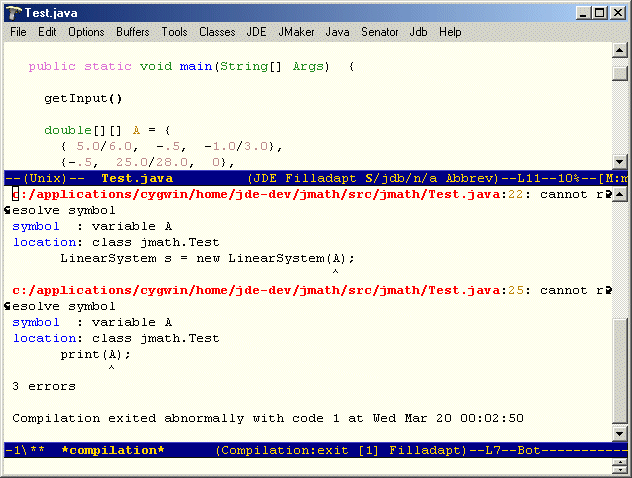 Test.java
File Edit Options Buffers Tools Classes JDE JMaker Java Senator Jdb Help
public static void main(String[] Args) {
getInput()
double[][] A = {
{ 5.0/6.0, -.5, -1.0/3.0},
{-.5, 25.0/28.0, 0},
--(Unix)-- Test.java (JDE Filladapt S/jdb/n/a Abbrev)--L11--10%--[M:m
c:/applications/cygwin/home/jde-dev/jmath/src/jmath/Test.java:22: cannot r
esolve symbol
symbol : variable A
location: class jmath.Test
LinearSystem s = new LinearSystem(A);
^
c:/applications/cygwin/home/jde-dev/jmath/src/jmath/Test.java:25: cannot r
esolve symbol
symbol : variable A
location: class jmath.Test
print(A);
^
3 errors
Compilation exited abnormally with code 1 at Wed Mar 20 00:02:50
-1\** *compilation* (Compilation:exit [1] Filladapt)--L7--Bot-----------